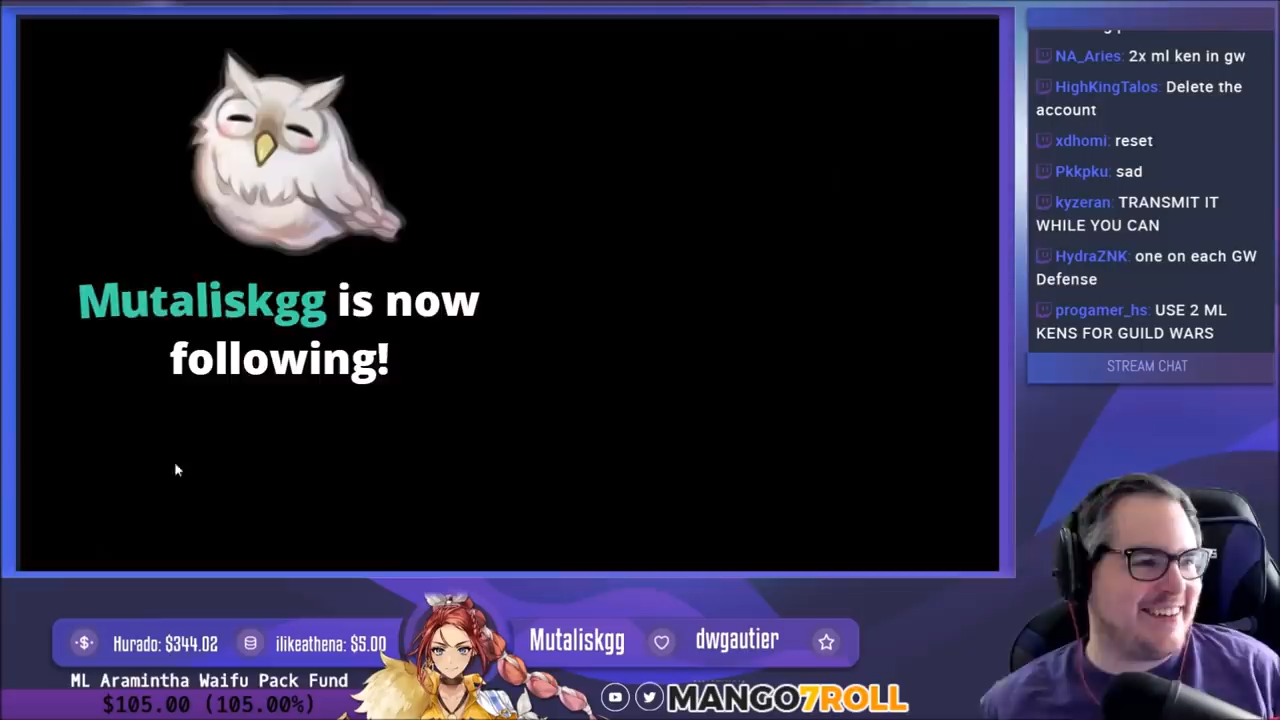 Mutaliskgg is now
following!
NA_Aries: 2x ml ken in gw
HighKingTalos: Delete the
account
xdhomi: reset
Pkkpku: sad
kyzeran: TRANSMIT IT
WHILE YOU CAN
HydraZNK: one on each GW
Defense
progamer_hs: USE 2 ML
KENS FOR GUILD WARS
STREAM CHAT
Hurado: $344.02
ilikeathena: $5.00
Mutaliskgg
dwgautier
ML Aramintha Waifu Pack Fund
$105.00 (105.00%)
MANGO7ROLL